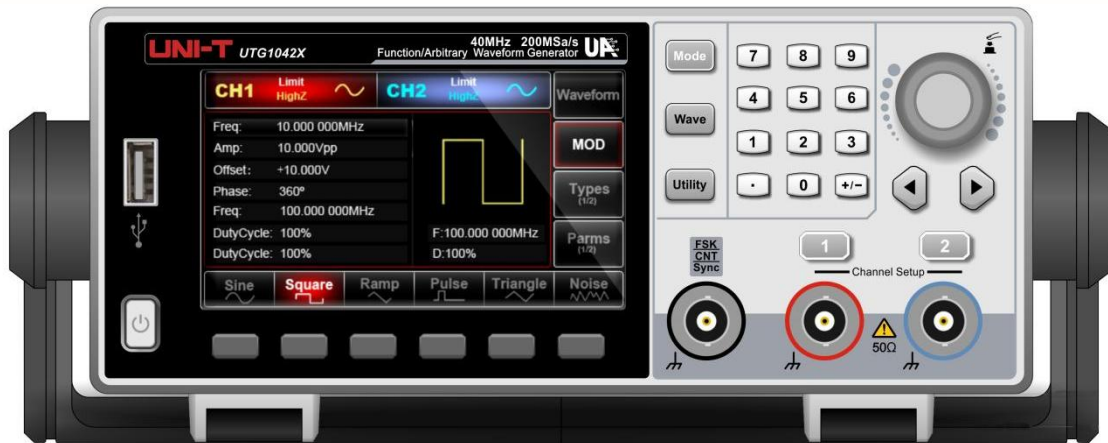 UNI-T UTG1042X
40MHz 200MSa/s
Function/Arbitrary Waveform Generator
CH1 Limit HighZ
CH2 Limit HighZ
Waveform
Freq: 10.000 000MHz
Amp: 10.000Vpp
Offset: +10.000V
Phase: 360°
Freq: 100.000 000MHz
DutyCycle: 100%
DutyCycle: 100%
F:100.000 000MHz
D:100%
MOD
Types
(1/2)
Parms
(1/2)
Sine Square Ramp Pulse Triangle Noise
Mode
Wave
Utility
7 8 9
4 5 6
1 2 3
. 0 +/-
FSK
CNT
Sync
1 2
Channel Setup
50Ω